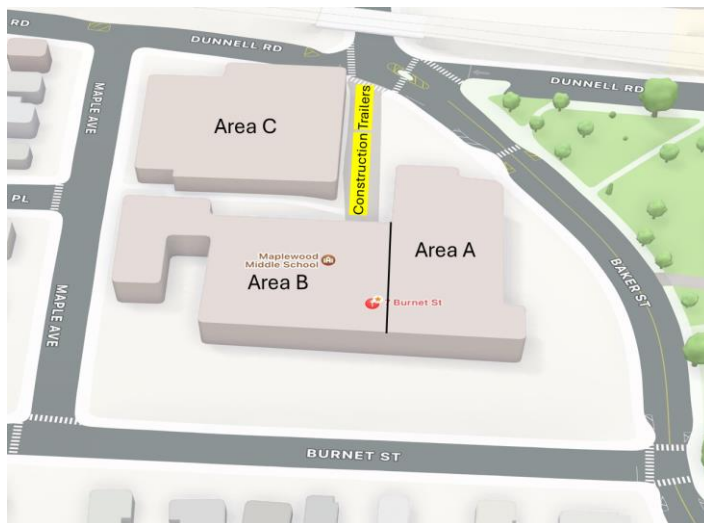 RD
DUNNELL RD
DUNNELL RD
MAPLE AVE
Area C
Construction Trailers
PL
Maplewood
Middle School
Area A
Area B
Burnet St
BAKER ST
MAPLE AVE
BURNET ST